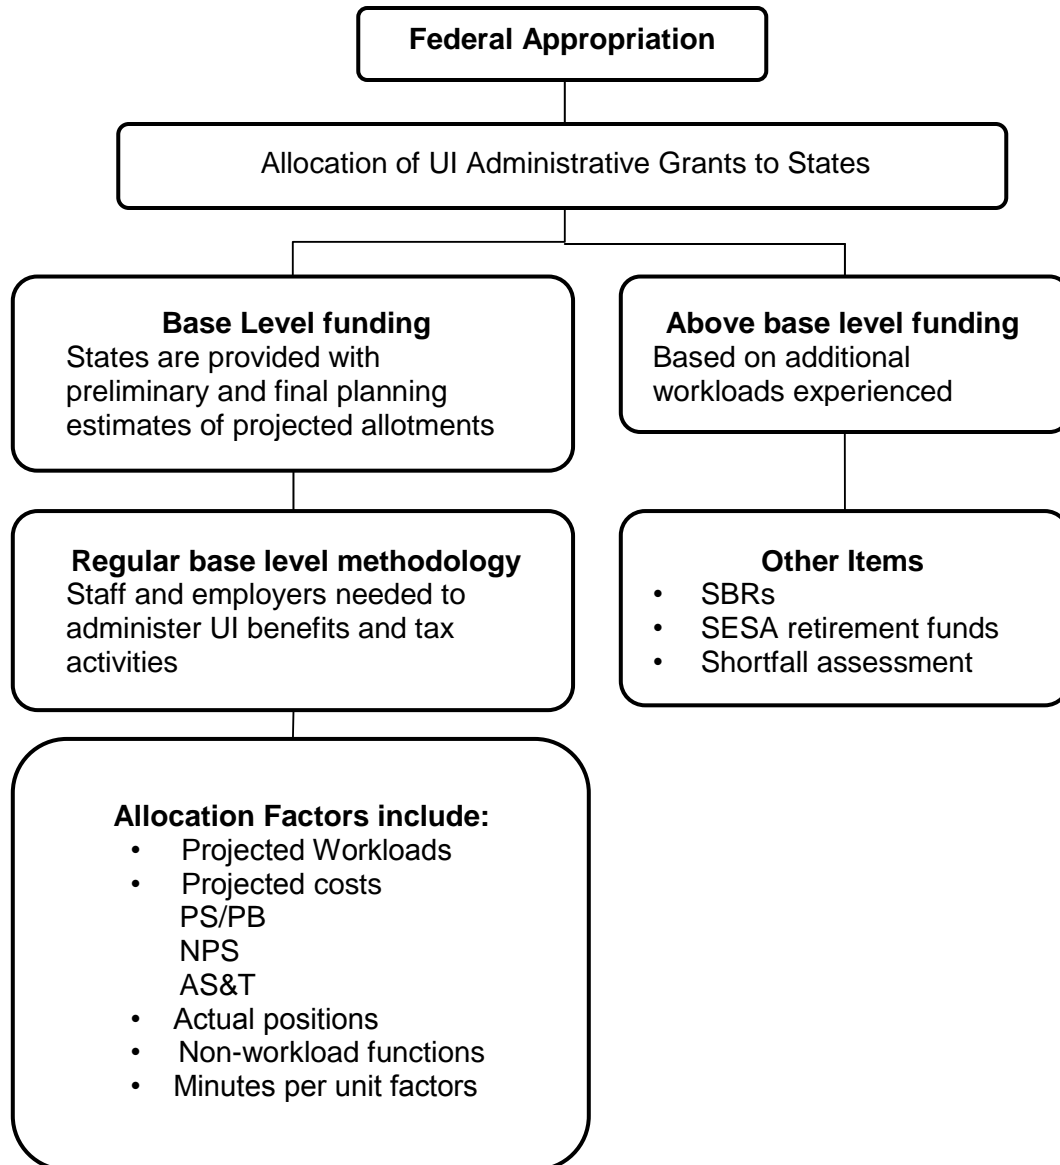 Federal Appropriation
Allocation of UI Administrative Grants to States
Base Level funding
States are provided with
preliminary and final planning
estimates of projected allotments
Above base level funding
Based on additional
workloads experienced
Regular base level methodology
Staff and employers needed to
administer UI benefits and tax
activities
Other Items
• SBRs
• SESA retirement funds
• Shortfall assessment
Allocation Factors include:
• Projected Workloads
• Projected costs
PS/PB
NPS
AS&T
• Actual positions
• Non-workload functions
• Minutes per unit factors